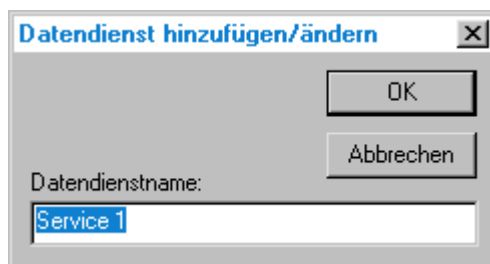 Datendienst hinzufügen/ändern
OK
Abbrechen
Datendienstname:
Service 1